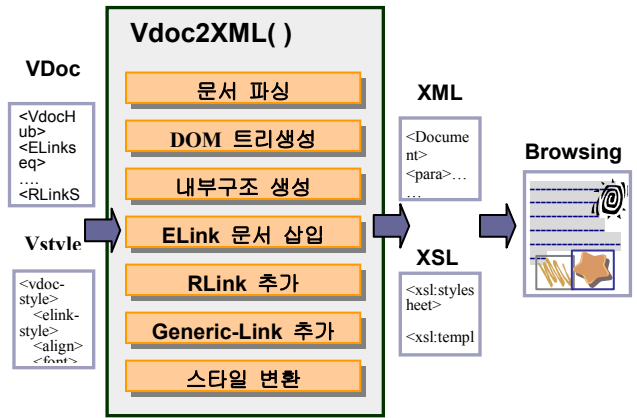 Vdoc2XML( )
VDoc
<VdocH
ub>
<ELinks
eq>
....
<RLinkS
Vstyle
<vdoc-
style>
<elink-
style>
<align>
<font>
문서 파싱
DOM 트리생성
내부구조 생성
ELink 문서 삽입
RLink 추가
Generic-Link 추가
스타일 변환
XML
<Docume
nt>
<para>…
…
XSL
<xsl:styles
heet>
<xsl:templ
Browsing